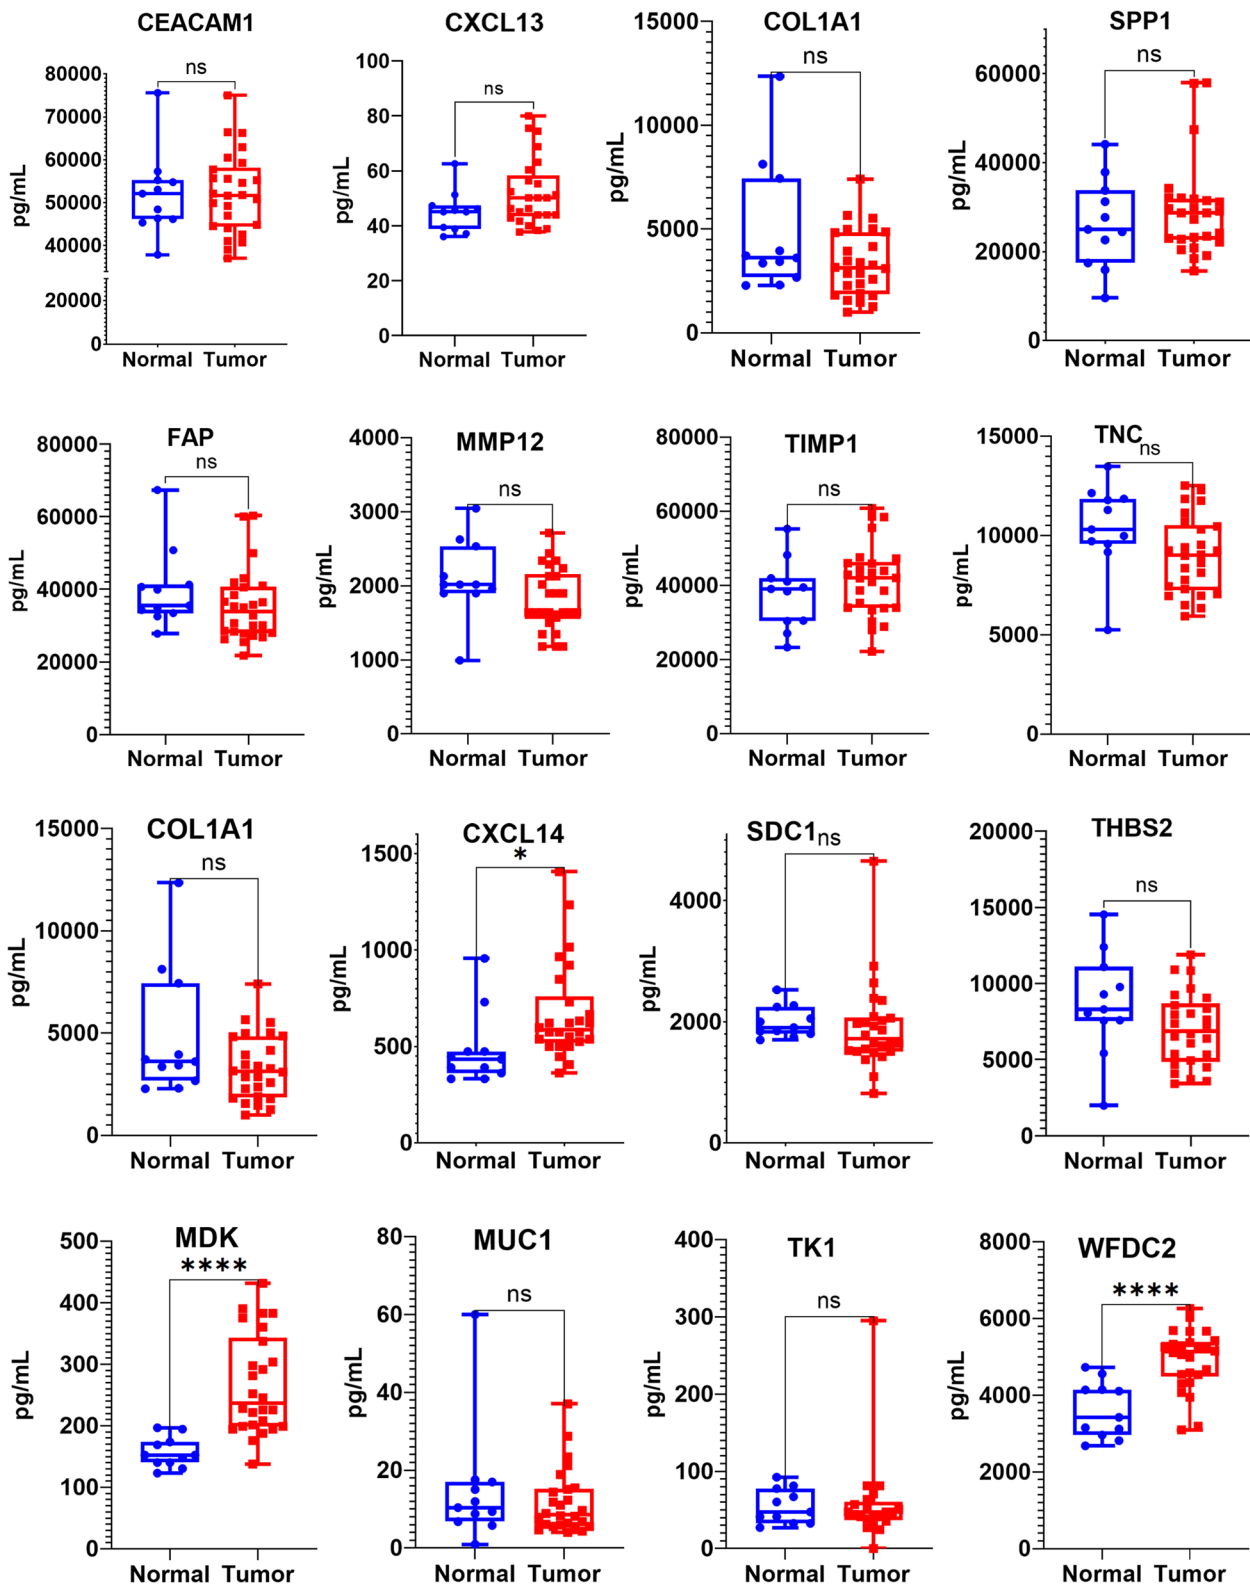 CEACAM1
ns
pg/mL
80000
70000
60000
50000
40000
20000
0
Normal Tumor
CXCL13
ns
pg/mL
100
80
60
40
20
0
Normal Tumor
COL1A1
ns
pg/mL
15000
10000
5000
0
Normal Tumor
SPP1
ns
pg/mL
60000
40000
20000
0
Normal Tumor
FAP
ns
pg/mL
80000
60000
40000
20000
0
Normal Tumor
MMP12
ns
pg/mL
4000
3000
2000
1000
0
Normal Tumor
TIMP1
ns
pg/mL
80000
60000
40000
20000
0
Normal Tumor
TNC
ns
pg/mL
15000
10000
5000
0
Normal Tumor
COL1A1
ns
pg/mL
15000
10000
5000
0
Normal Tumor
CXCL14
*
pg/mL
1500
1000
500
0
Normal Tumor
SDC1
ns
pg/mL
4000
2000
0
Normal Tumor
THBS2
ns
pg/mL
20000
15000
10000
5000
0
Normal Tumor
MDK
****
pg/mL
500
400
300
200
100
0
Normal Tumor
MUC1
ns
pg/mL
80
60
40
20
0
Normal Tumor
TK1
ns
pg/mL
400
300
200
100
0
Normal Tumor
WFDC2
****
pg/mL
8000
6000
4000
2000
0
Normal Tumor